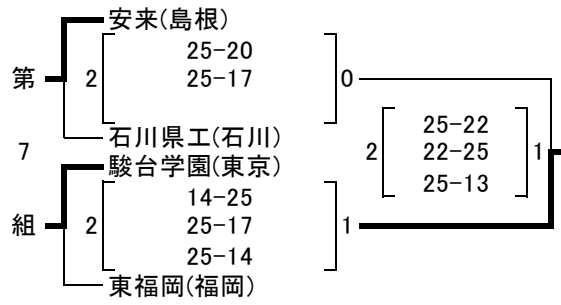 安来(島根)
25-20
第 2 25-17 0
石川県工(石川)
25-22
7 2 22-25 1
25-13
駿台学園(東京)
14-25
組 2 25-17 1
25-14
東福岡(福岡)